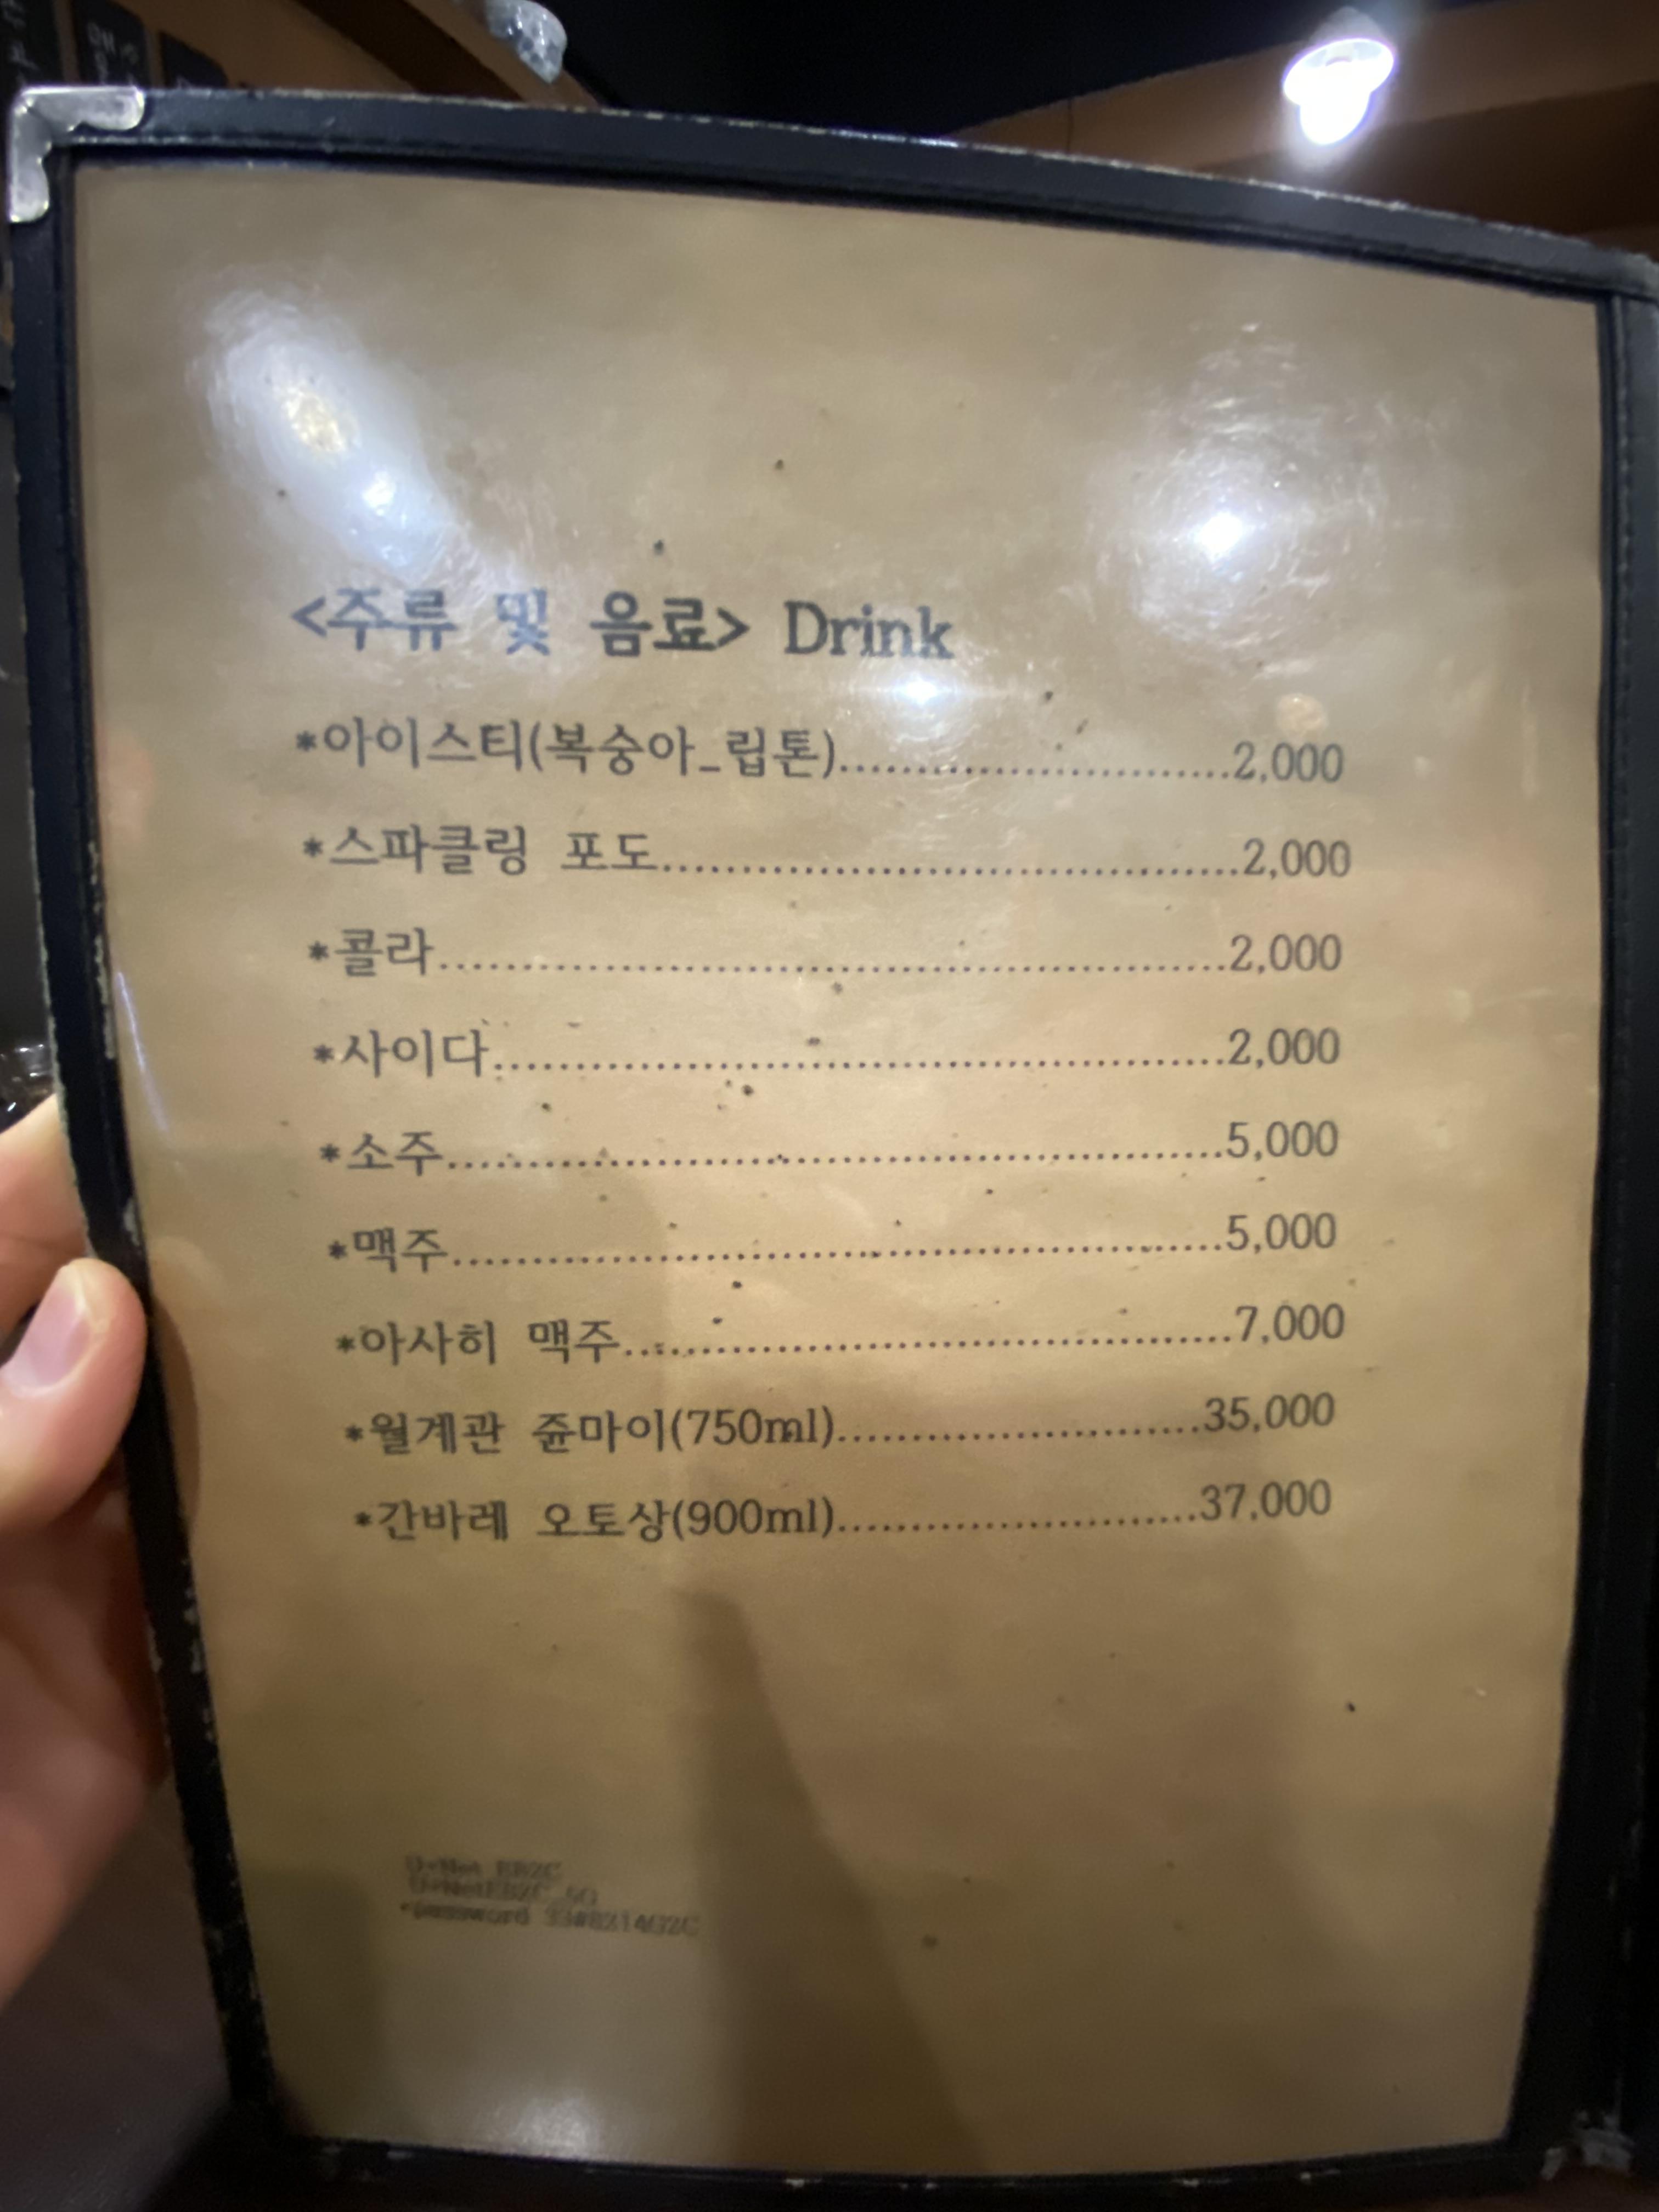 <주류 및 음료> Drink
*아이스티(복숭아_립톤)..............................2,000
*스파클링 포도..........................................2,000
*콜라..........................................................2,000
*사이다......................................................2,000
*소주..........................................................5,000
*맥주..........................................................5,000
*아사히 맥주.............................................7,000
*월계관 쥰마이(750ml)...........................35,000
*간바레 오토상(900ml)...........................37,000
password